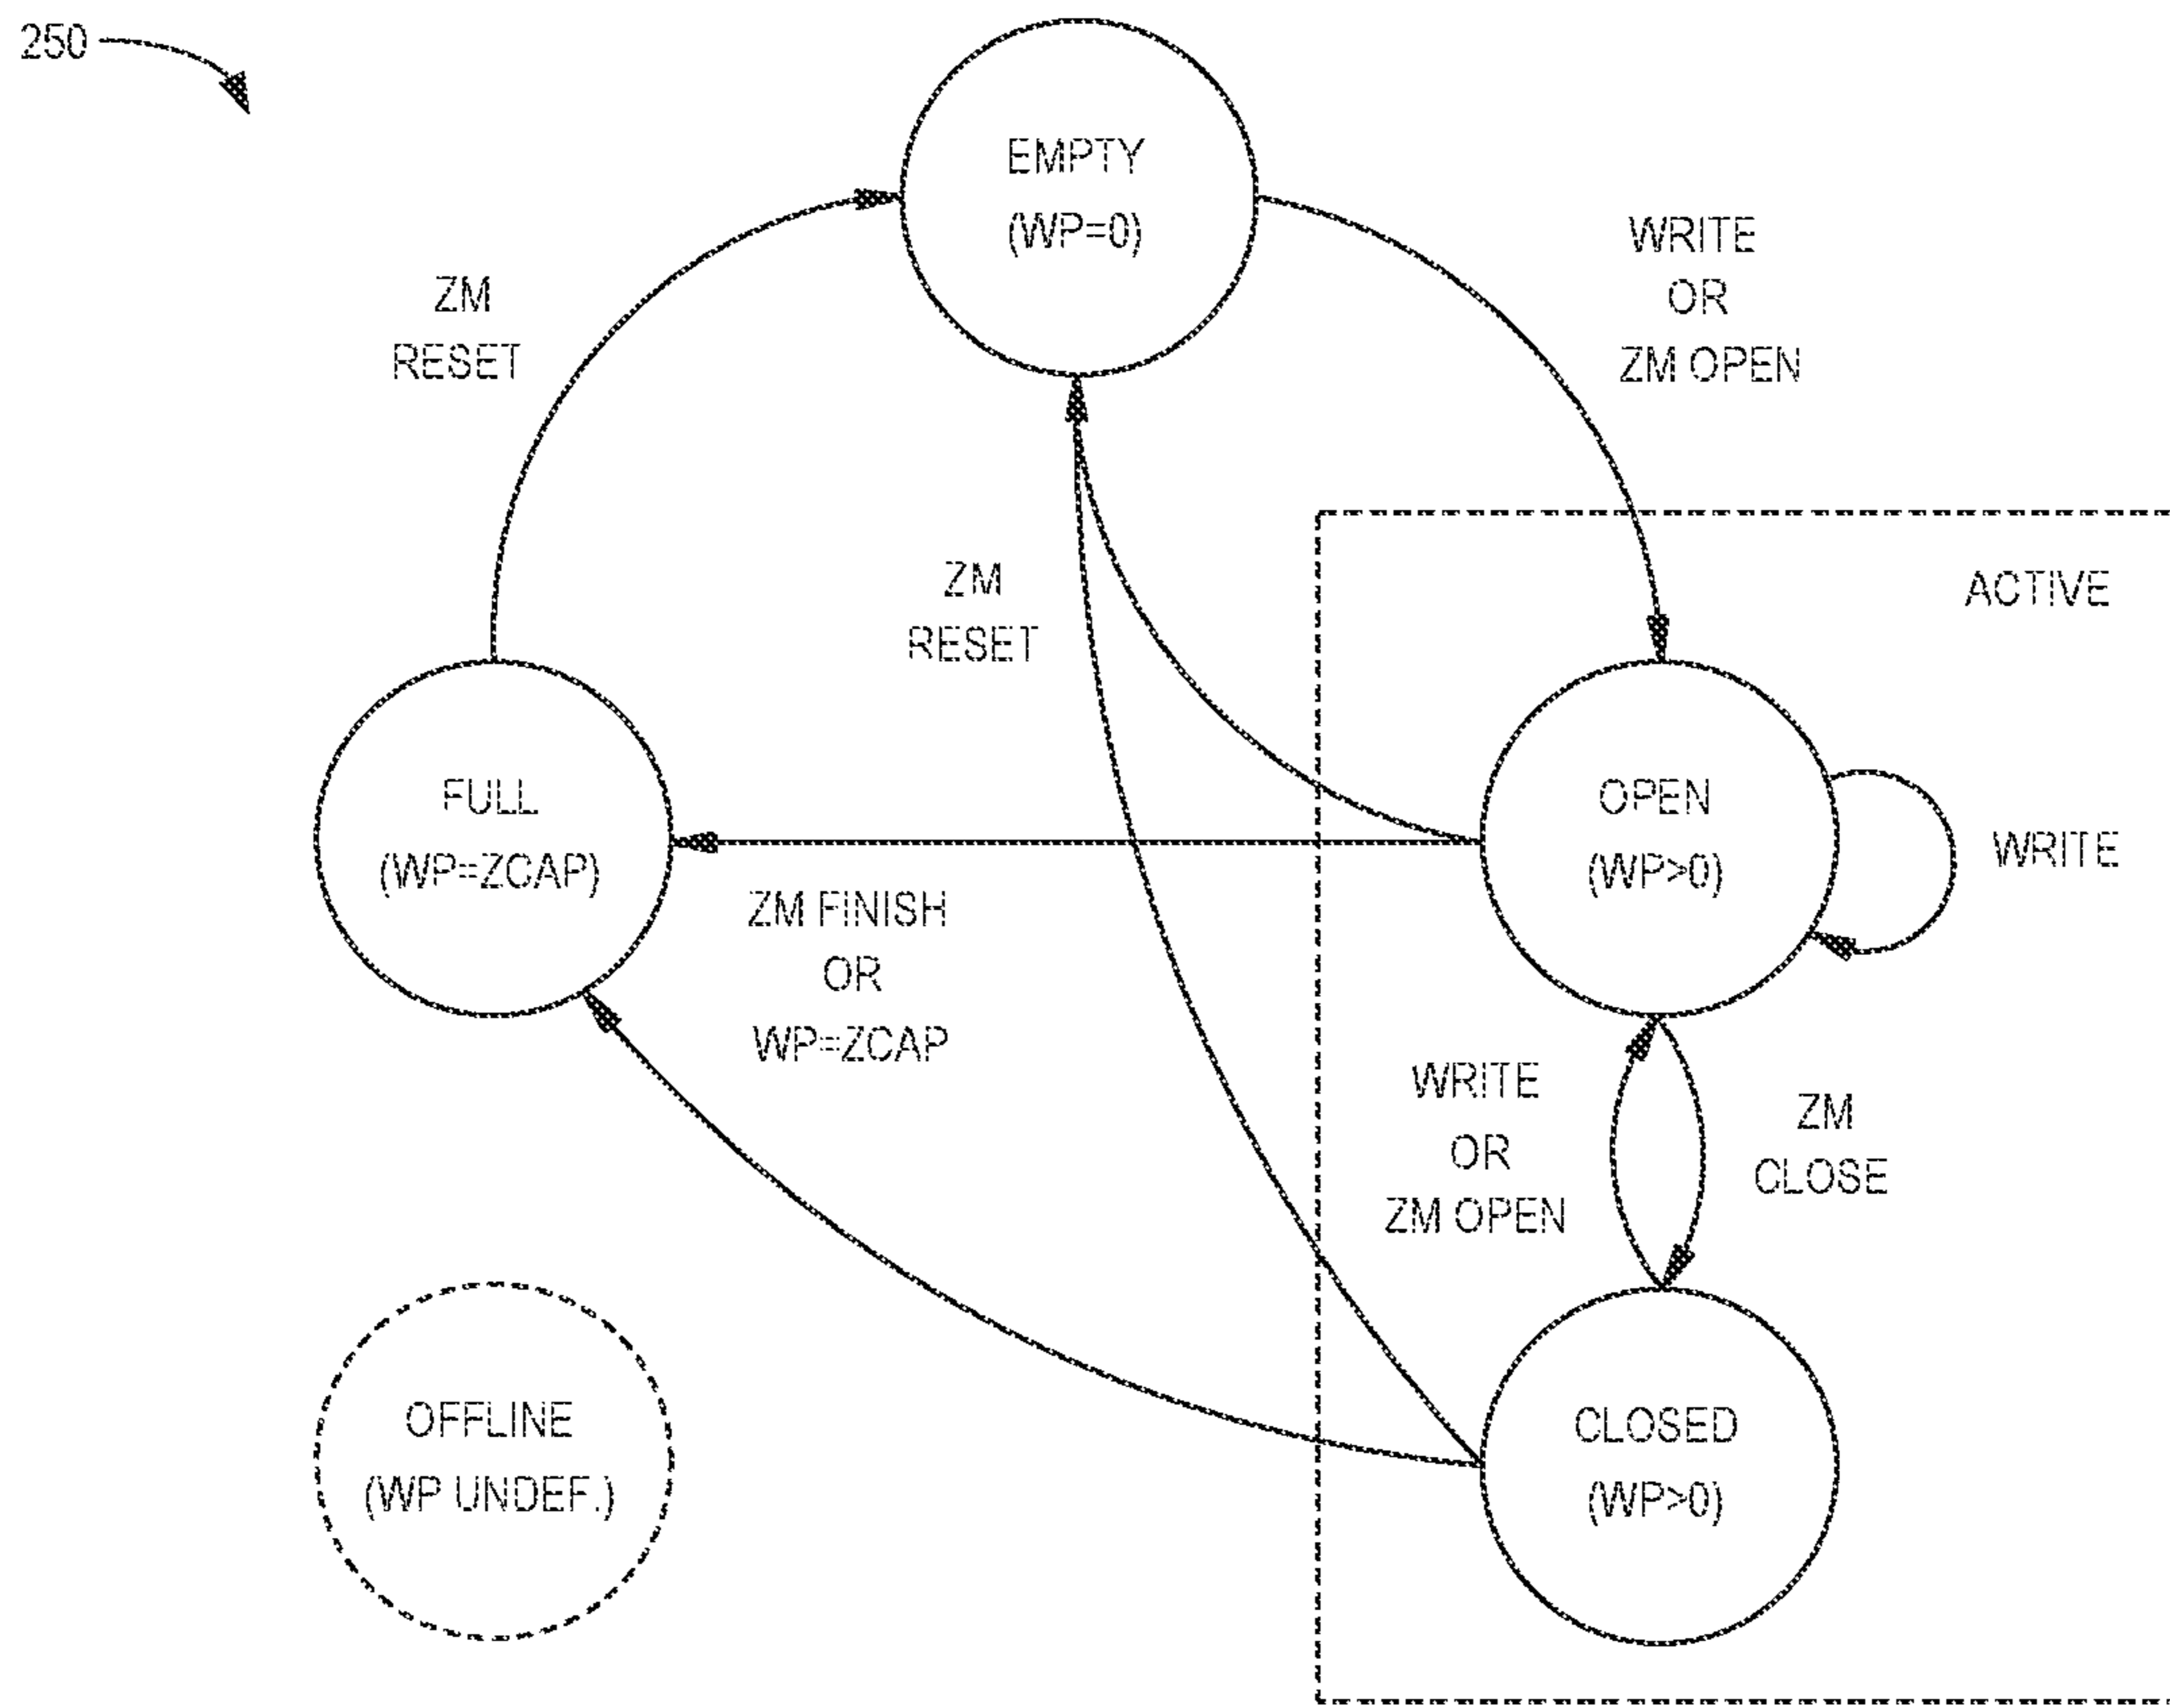 250
EMPTY
(WP=0)
WRITE
OR
ZM OPEN
ZM
RESET
ACTIVE
ZM
RESET
FULL
(WP=ZCAP)
OPEN
(WP>0)
WRITE
ZM FINISH
OR
WP=ZCAP
WRITE
OR
ZM OPEN
ZM
CLOSE
OFFLINE
(WP UNDEF.)
CLOSED
(WP>0)